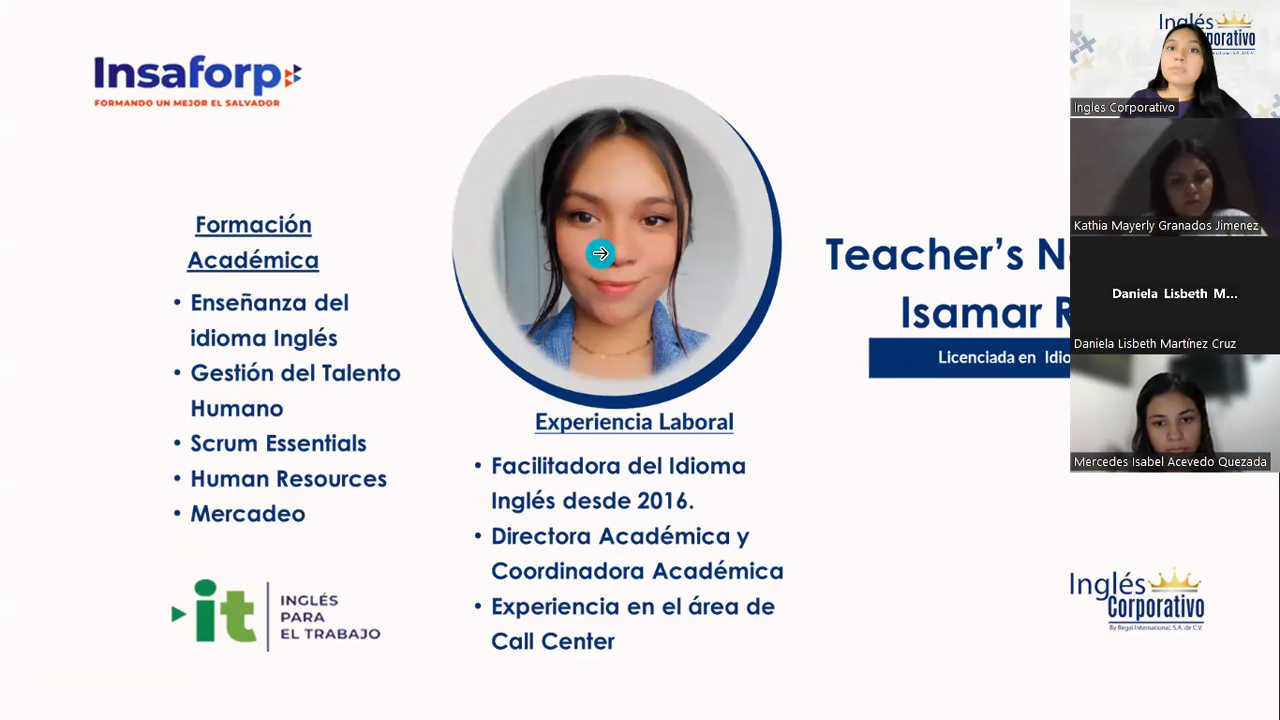 Insaforp
FORMANDO UN MEJOR EL SALVADOR
Formación
Académica
• Enseñanza del
idioma Inglés
• Gestión del Talento
Humano
• Scrum Essentials
• Human Resources
• Mercadeo
it
INGLÉS
PARA
EL TRABAJO
Experiencia Laboral
• Facilitadora del Idioma
Inglés desde 2016.
• Directora Académica y
Coordinadora Académica
• Experiencia en el área de
Call Center
Teacher's
Isamar
Licenciada en
Inglés
Ingles Corporativo
Kathia Mayerly Granados Jimenez
Daniela Lisbeth M...
Daniela Lisbeth Martínez Cruz
Mercedes Isabel Acevedo Quezada
Inglés
Corporativo
By Regal International, S.A. de C.V.